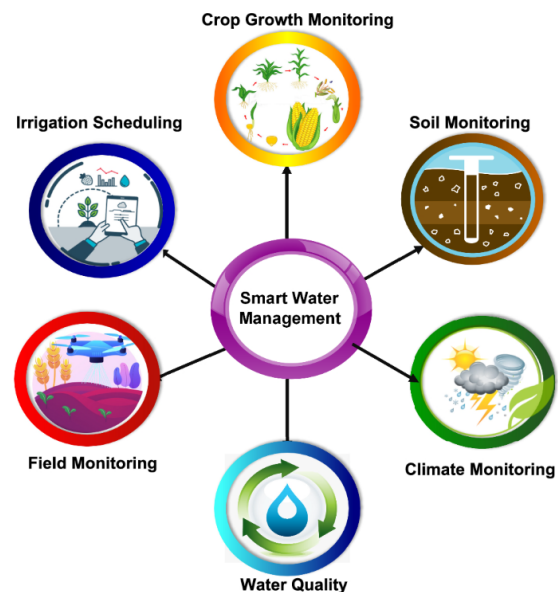 Crop Growth Monitoring
Irrigation Scheduling
Soil Monitoring
Smart Water
Management
Field Monitoring
Climate Monitoring
Water Quality